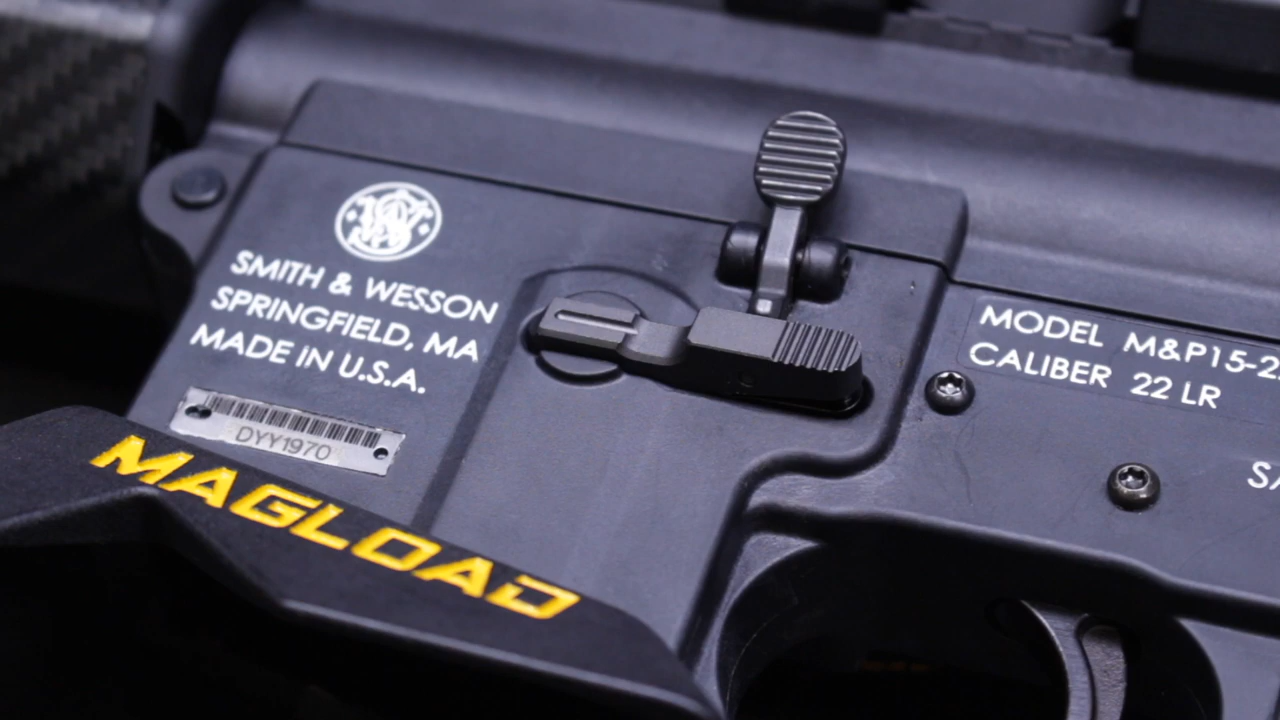 SMITH & WESSON
SPRINGFIELD, MA
MADE IN U.S.A.
DYY1970
MAGLOAD
MODEL M&P15-2
CALIBER 22 LR